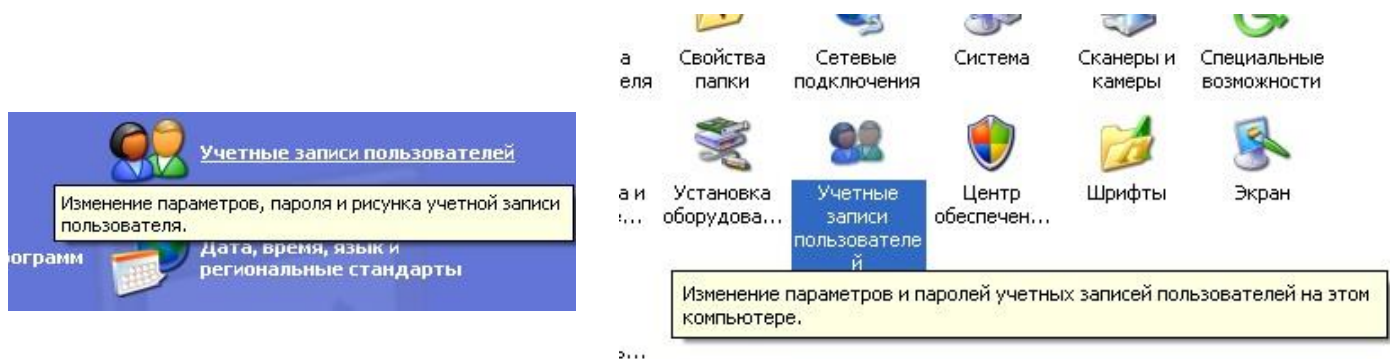 Учетные записи пользователей
Изменение параметров, пароля и рисунка учетной записи
пользователя.
ограмм
Дата, время, язык и
региональные стандарты
а
еля
Свойства
папки
Сетевые
подключения
Система
Сканеры и
камеры
Специальные
возможности
а и
Установка
оборудова...
Учетные
записи
пользователе
й
Центр
обеспечен...
Шрифты
Экран
Изменение параметров и паролей учетных записей пользователей на этом
компьютере.